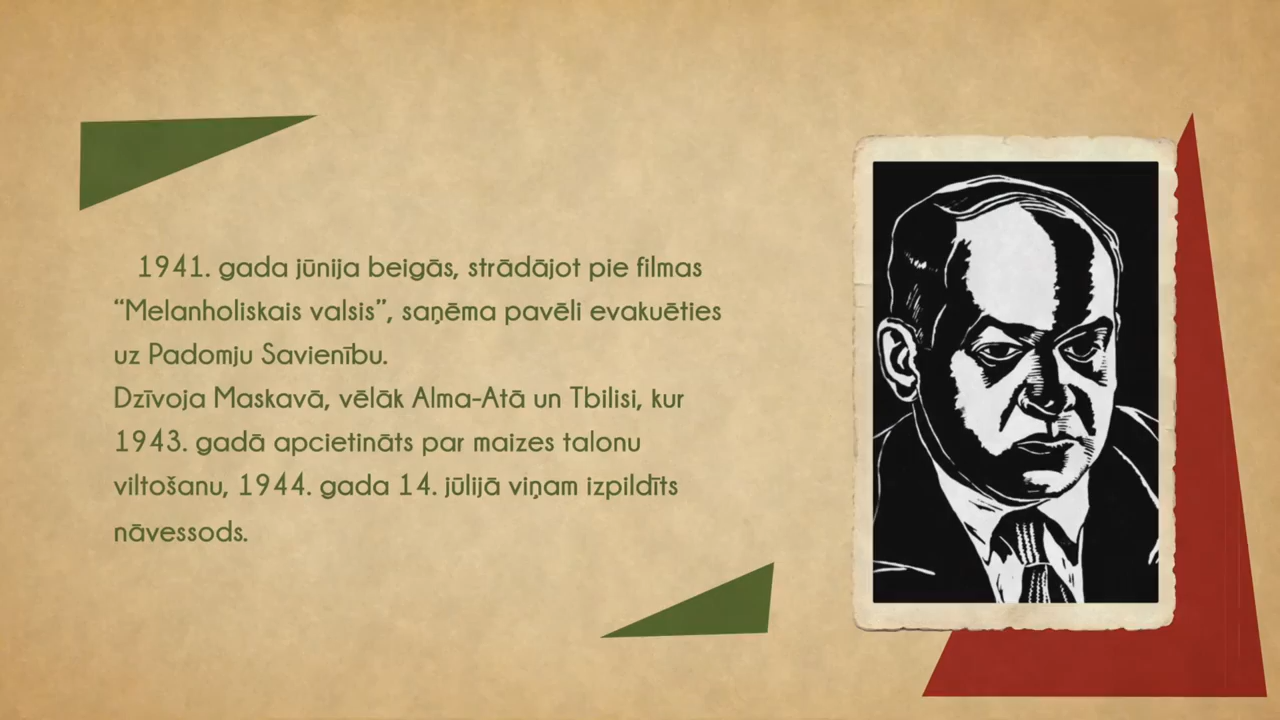 1941. gada jūnija beigās, strādājot pie filmas
“Melanholiskais valsis”, saņēma pavēli evakuēties
uz Padomju Savienību.
Dzīvoja Maskavā, vēlāk Alma-Atā un Tbilisi, kur
1943. gadā apcietināts par maizes talonu
viltošanu, 1944. gada 14. jūlijā viņam izpildīts
nāvessods.